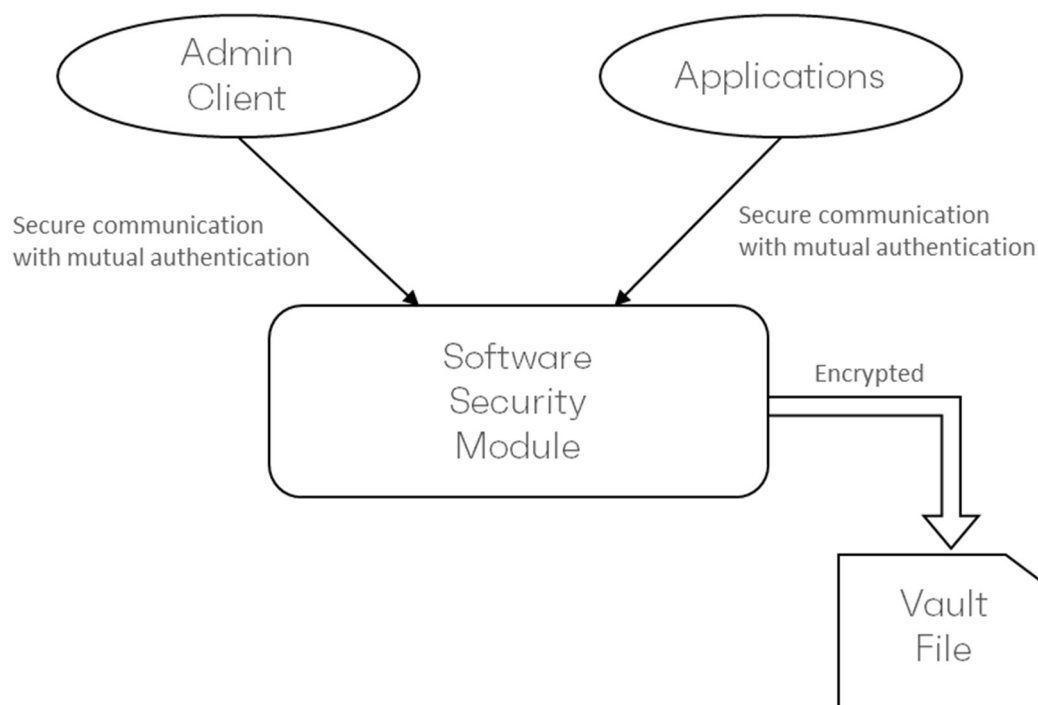 Admin
Client
Applications
Secure communication
with mutual authentication
Secure communication
with mutual authentication
Software
Security
Module
Encrypted
Vault
File